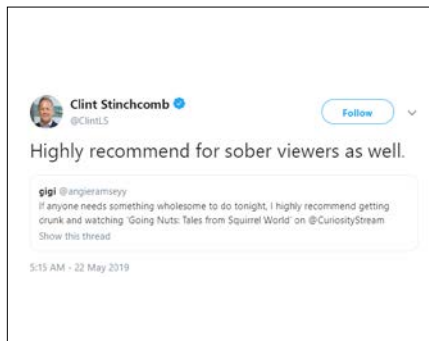 Clint Stinchcomb
@ClintLS
Follow
Highly recommend for sober viewers as well.
gigi @angieramseyy
If anyone needs something wholesome to do tonight, I highly recommend getting
crunk and watching 'Going Nuts: Tales from Squirrel World' on @CuriosityStream
Show this thread
5:15 AM - 22 May 2019